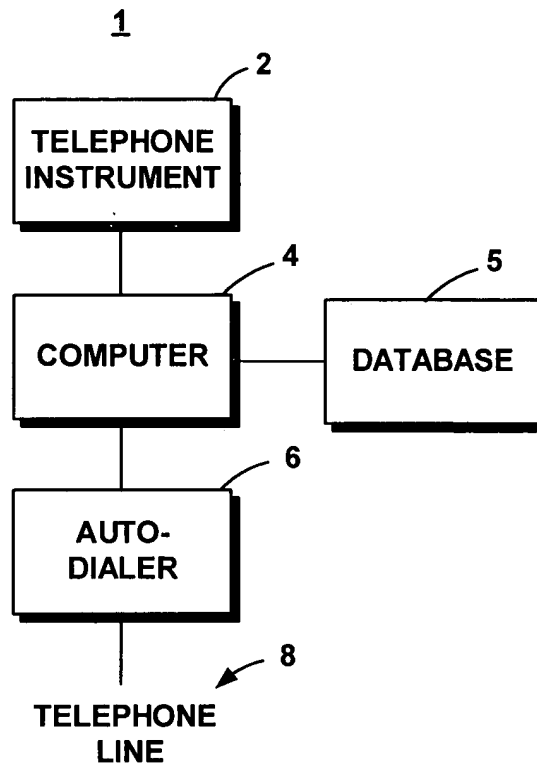 1
2
TELEPHONE
INSTRUMENT
4
5
COMPUTER
DATABASE
6
AUTO-
DIALER
8
TELEPHONE
LINE